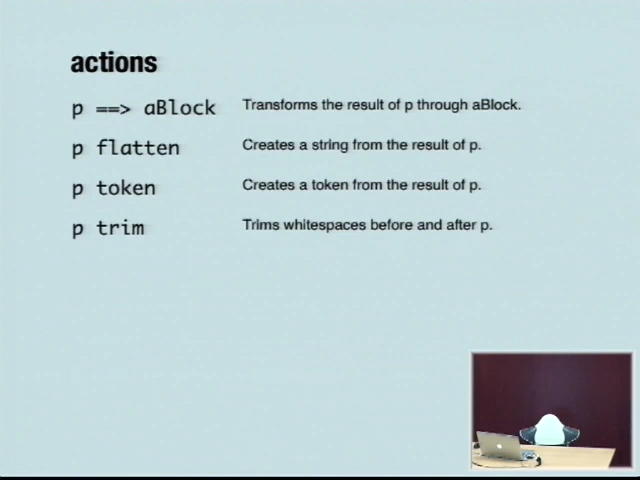 actions
p ==> aBlock Transforms the result of p through aBlock.
p flatten Creates a string from the result of p.
p token Creates a token from the result of p.
p trim Trims whitespaces before and after p.